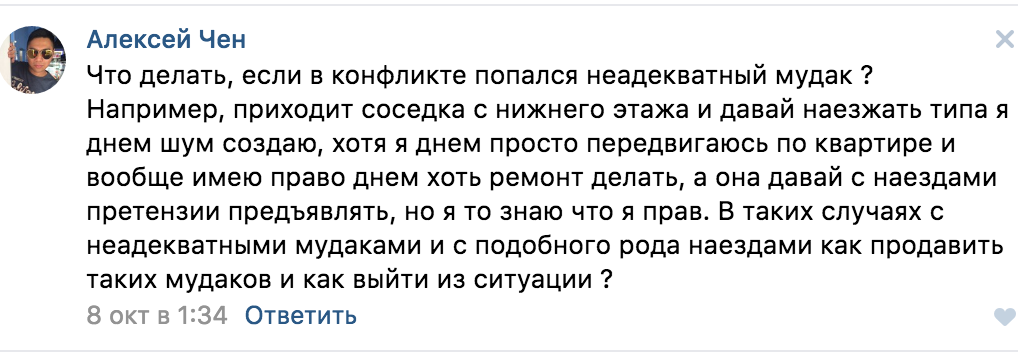 Алексей Чен
Что делать, если в конфликте попался неадекватный мудак ?
Например, приходит соседка с нижнего этажа и давай наезжать типа я
днем шум создаю, хотя я днем просто передвигаюсь по квартире и
вообще имею право днем хоть ремонт делать, а она давай с наездами
претензии предъявлять, но я то знаю что я прав. В таких случаях с
неадекватными мудаками и с подобного рода наездами как продавить
таких мудаков и как выйти из ситуации ?
8 окт в 1:34 Ответить